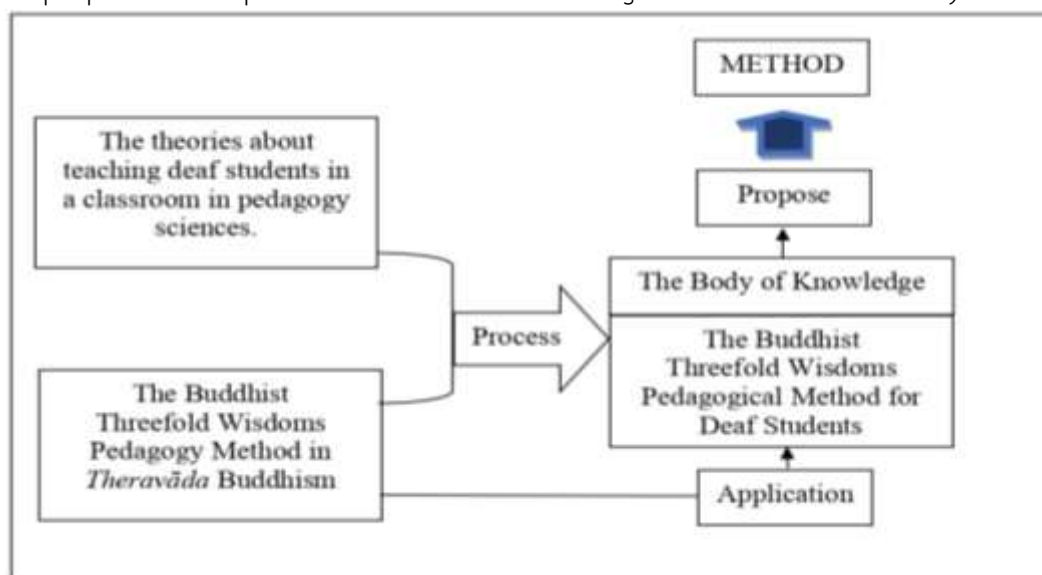 METHOD
The theories about
teaching deaf students in
a classroom in pedagogy
sciences.
Propose
The Body of Knowledge
Process
The Buddhist
Threefold Wisdoms
Pedagogical Method for
Deaf Students
The Buddhist
Threefold Wisdoms
Pedagogy Method in
Theravāda Buddhism
Application